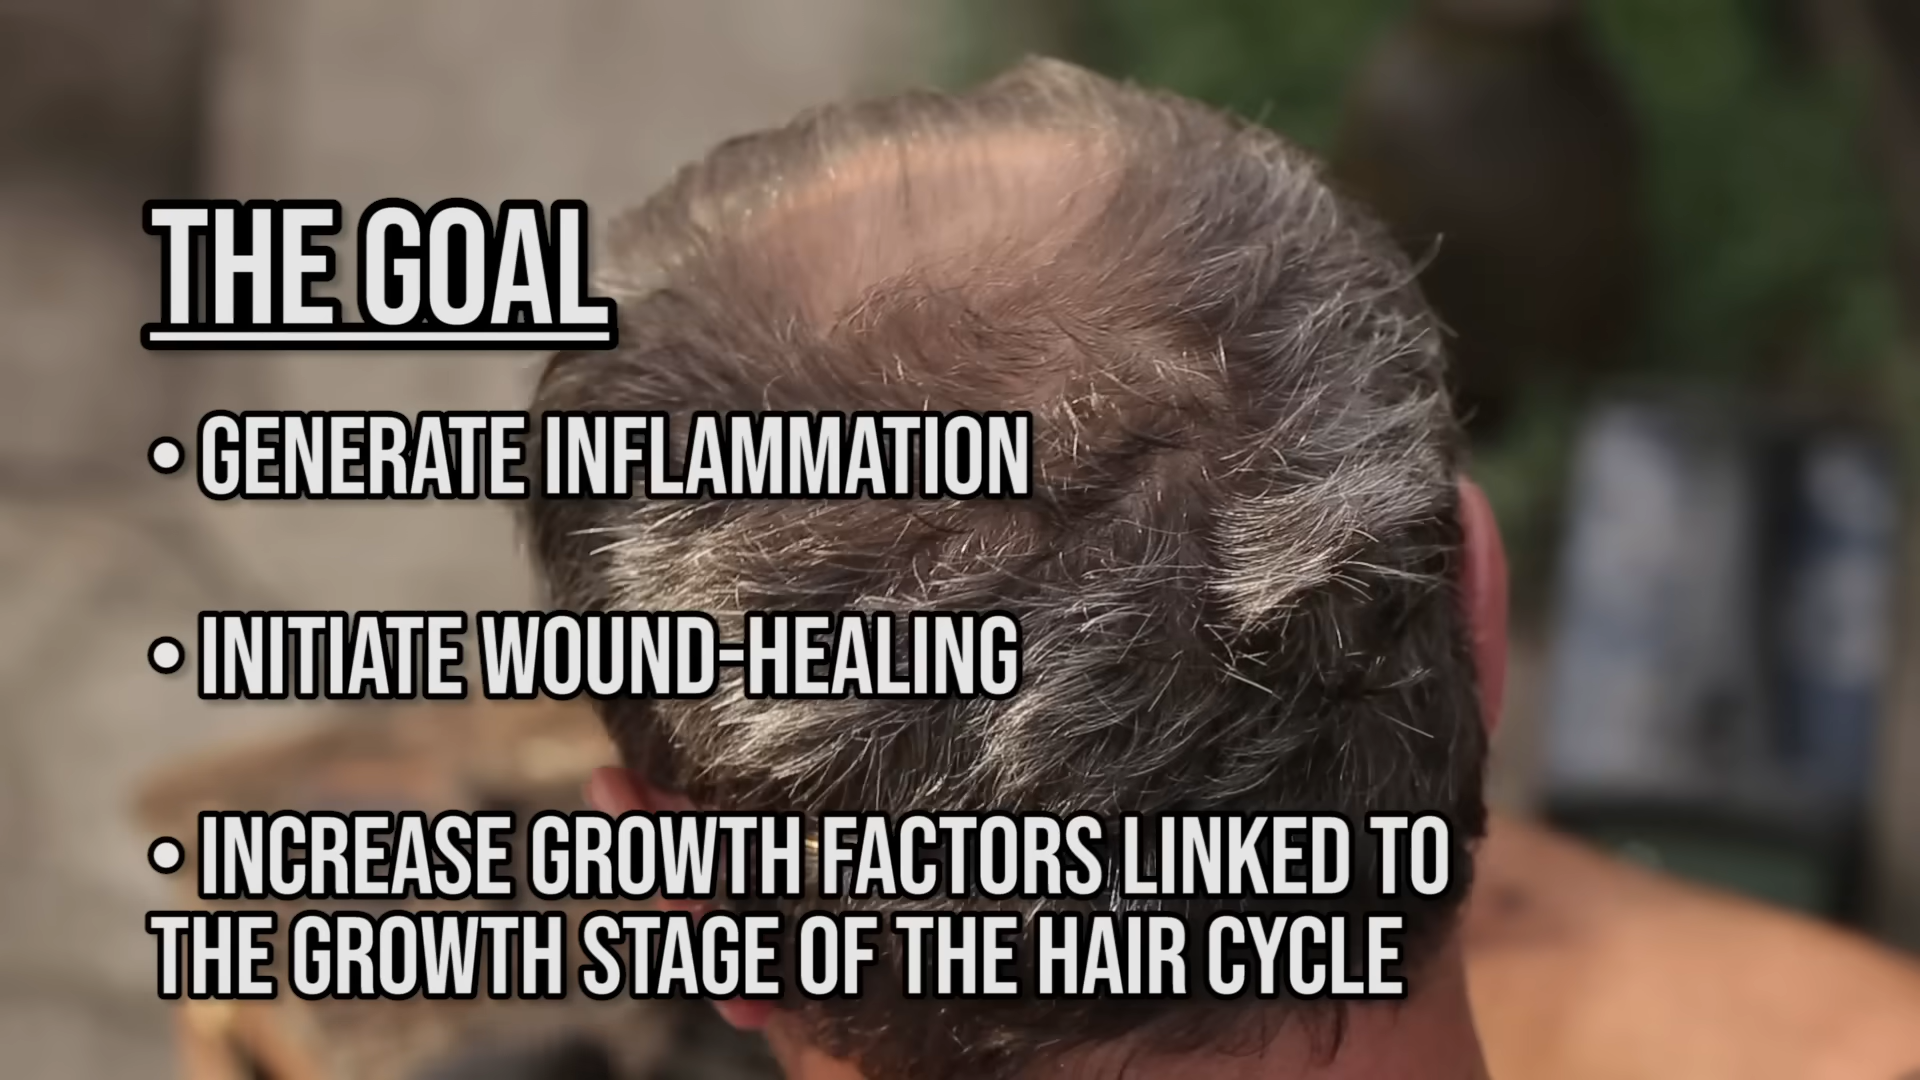 THE GOAL
• GENERATE INFLAMMATION
• INITIATE WOUND-HEALING
• INCREASE GROWTH FACTORS LINKED TO
THE GROWTH STAGE OF THE HAIR CYCLE